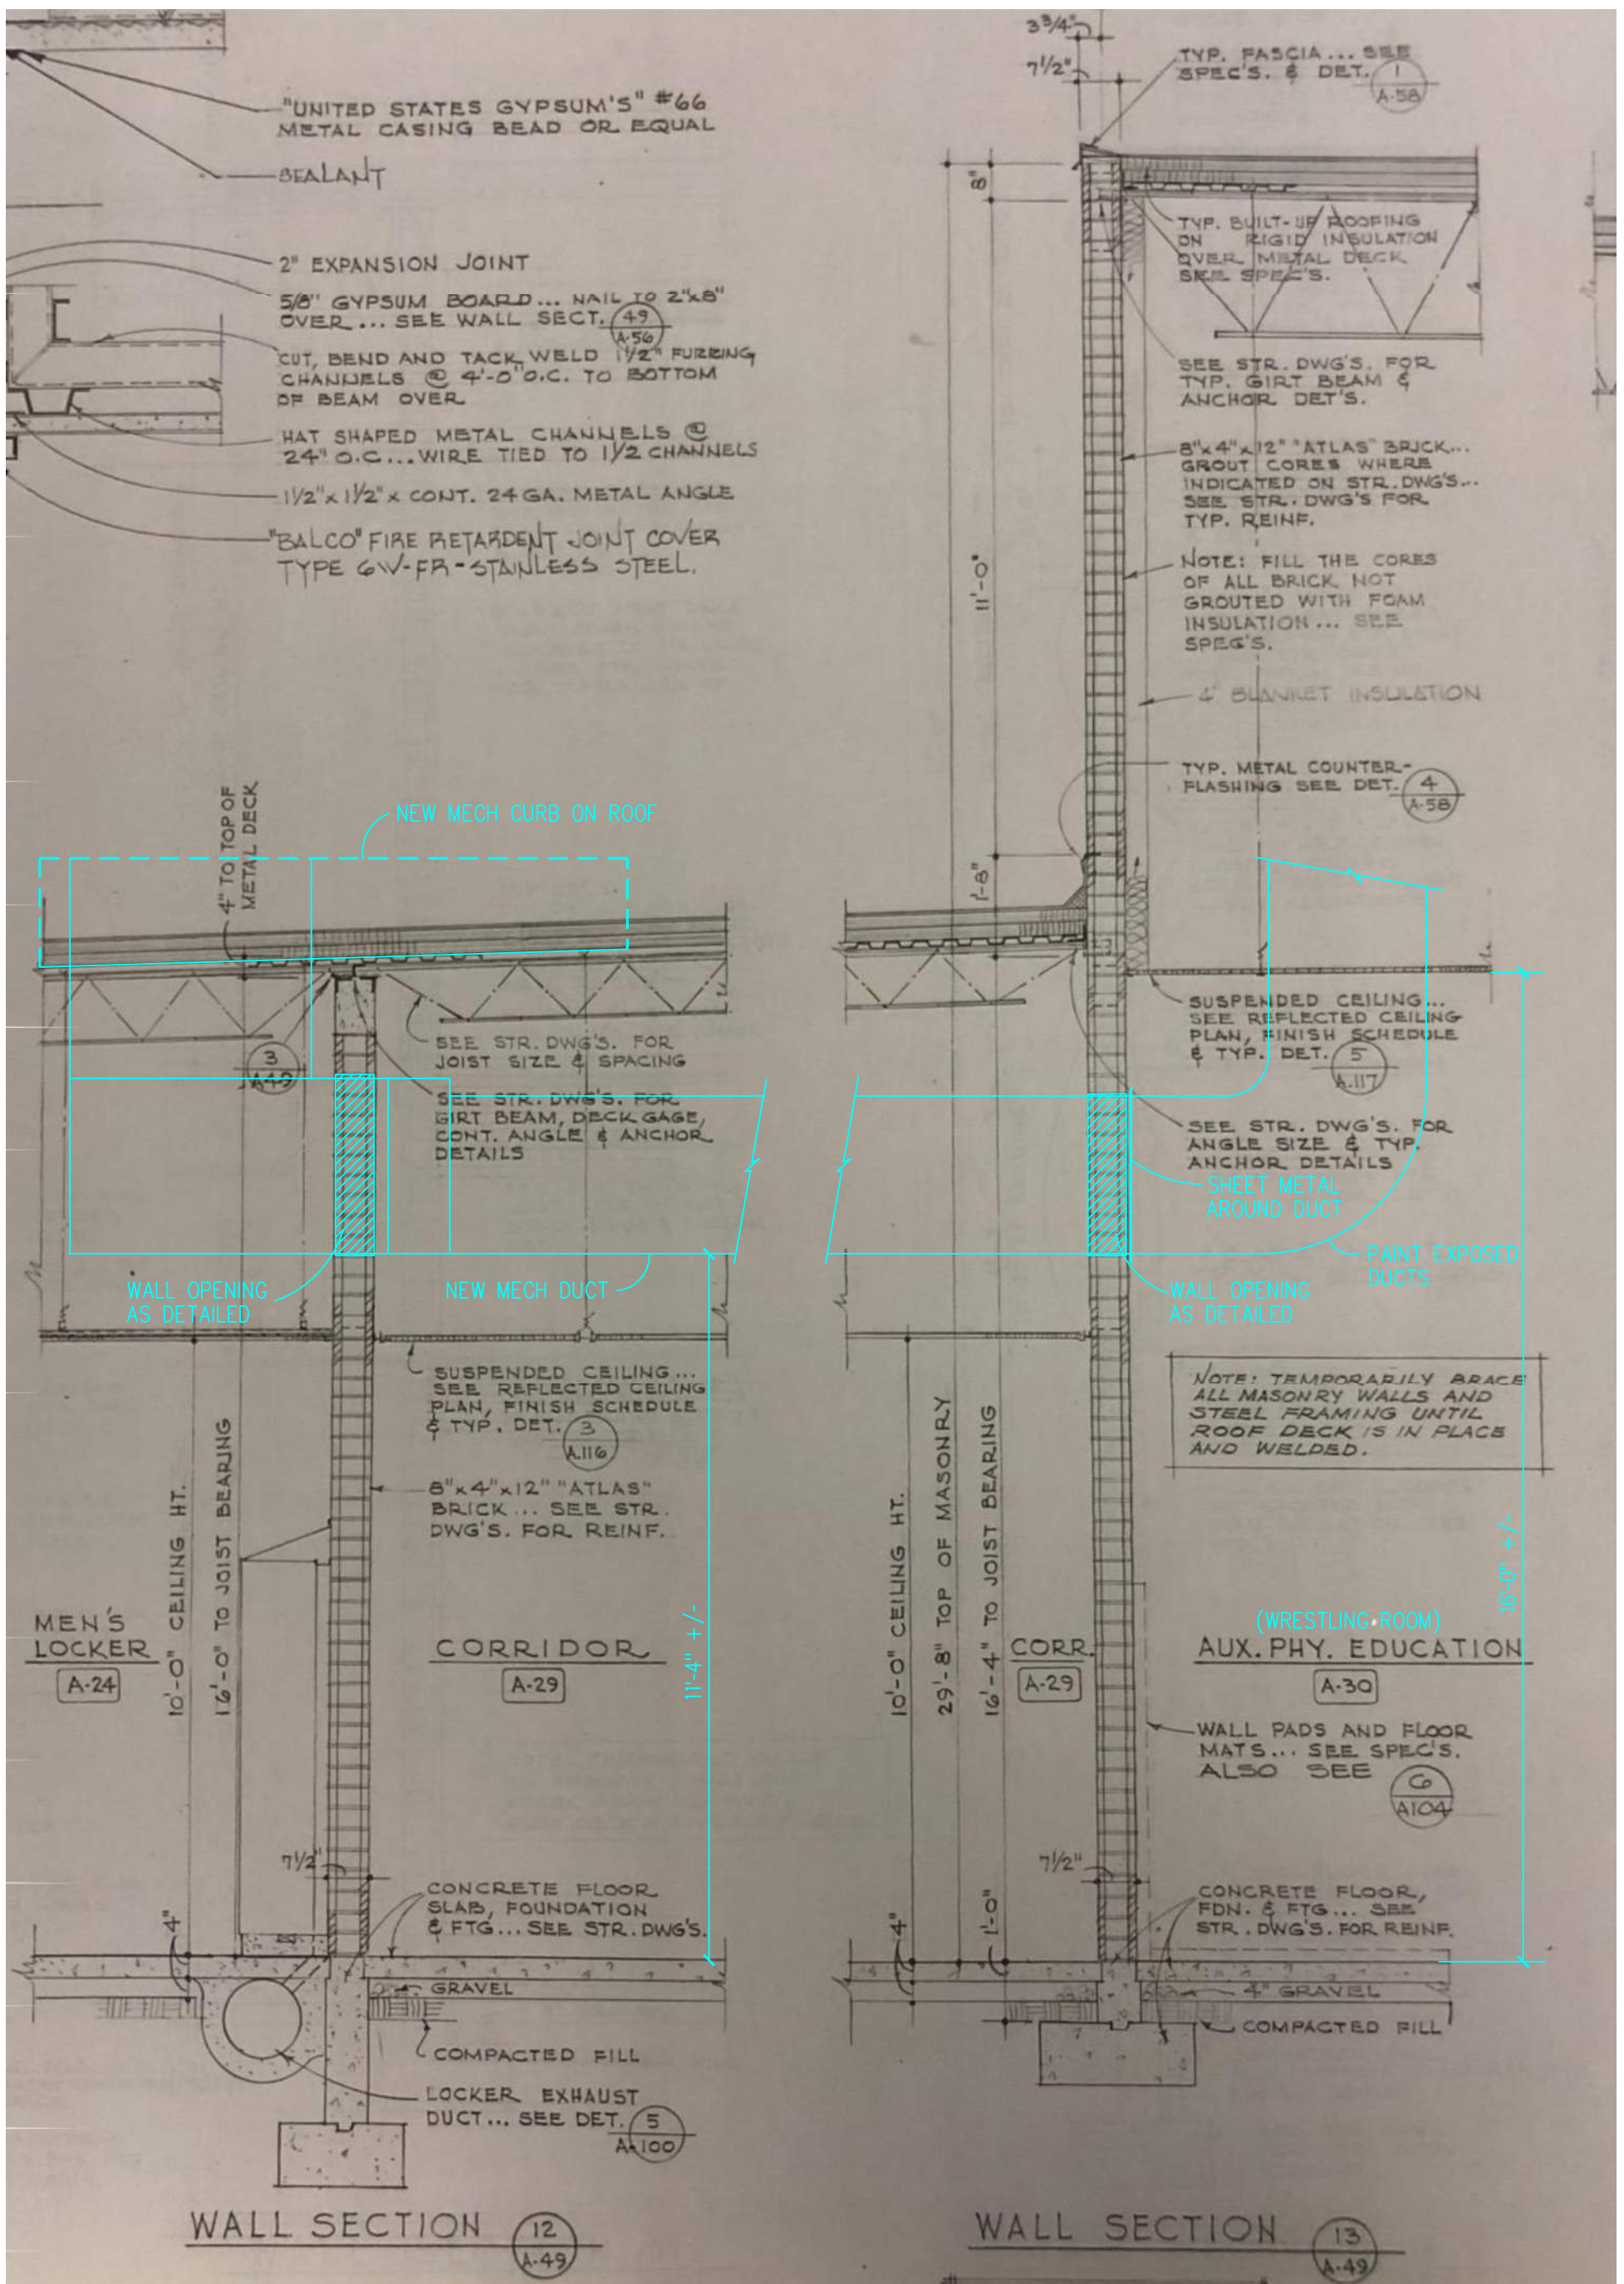 "UNITED STATES GYPSUM'S" #66
METAL CASING BEAD OR EQUAL
SEALANT
2" EXPANSION JOINT
5/8" GYPSUM BOARD... NAIL TO 2"x8"
OVER... SEE WALL SECT. 49
A-56
CUT, BEND AND TACK WELD 1 1/2" FURRING
CHANNELS @ 4'-0" O.C. TO BOTTOM
OF BEAM OVER
HAT SHAPED METAL CHANNELS @
24" O.C...WIRE TIED TO 1 1/2 CHANNELS
1 1/2" x 1 1/2" x CONT. 24 GA. METAL ANGLE
"BALCO" FIRE RETARDENT JOINT COVER
TYPE GW-FR-STAINLESS STEEL.
4" TO TOP OF
METAL DECK
NEW MECH CURB ON ROOF
3
A-49
SEE STR. DWG'S. FOR
JOIST SIZE & SPACING
SEE STR. DWG'S. FOR
GIRT BEAM, DECK GAGE,
CONT. ANGLE & ANCHOR
DETAILS
WALL OPENING
AS DETAILED
NEW MECH DUCT
SUSPENDED CEILING...
SEE REFLECTED CEILING
PLAN, FINISH SCHEDULE
& TYP. DET. 3
A.116
8"x4"x12" "ATLAS"
BRICK... SEE STR.
DWG'S. FOR REINF.
10'-0" CEILING HT.
16'-0" TO JOIST BEARING
MEN'S
LOCKER
A-24
CORRIDOR
A-29
11'-4" +/-
7 1/2"
4"
CONCRETE FLOOR
SLAB, FOUNDATION
& FTG... SEE STR. DWG'S.
GRAVEL
COMPACTED FILL
LOCKER EXHAUST
DUCT... SEE DET. 5
A-100
WALL SECTION 12
A-49
3 3/4"
7 1/2"
TYP. FASCIA... SEE
SPEC'S. & DET. 1
A-58
8"
TYP. BUILT-UP ROOFING
ON RIGID INSULATION
OVER METAL DECK
SEE SPEC'S.
SEE STR. DWG'S. FOR
TYP. GIRT BEAM &
ANCHOR DET'S.
8"x4"x12" "ATLAS" BRICK...
GROUT CORES WHERE
INDICATED ON STR. DWG'S...
SEE STR. DWG'S FOR
TYP. REINF.
11'-0"
NOTE: FILL THE CORES
OF ALL BRICK NOT
GROUTED WITH FOAM
INSULATION... SEE
SPEC'S.
4" BLANKET INSULATION
TYP. METAL COUNTER-
FLASHING SEE DET. 4
A-58
1'-8"
SUSPENDED CEILING...
SEE REFLECTED CEILING
PLAN, FINISH SCHEDULE
& TYP. DET. 5
A.117
SEE STR. DWG'S. FOR
ANGLE SIZE & TYP.
ANCHOR DETAILS
SHEET METAL
AROUND DUCT
PAINT EXPOSED
DUCTS
WALL OPENING
AS DETAILED
NOTE: TEMPORARILY BRACE
ALL MASONRY WALLS AND
STEEL FRAMING UNTIL
ROOF DECK IS IN PLACE
AND WELDED.
10'-0" CEILING HT.
29'-8" TOP OF MASONRY
16'-4" TO JOIST BEARING
16'-0" +/-
CORR.
A-29
(WRESTLING ROOM)
AUX. PHY. EDUCATION
A-30
WALL PADS AND FLOOR
MATS... SEE SPEC'S.
ALSO SEE 6
A104
7 1/2"
4"
1'-0"
CONCRETE FLOOR,
FDN. & FTG... SEE
STR. DWG'S. FOR REINF.
4" GRAVEL
COMPACTED FILL
WALL SECTION 13
A-49